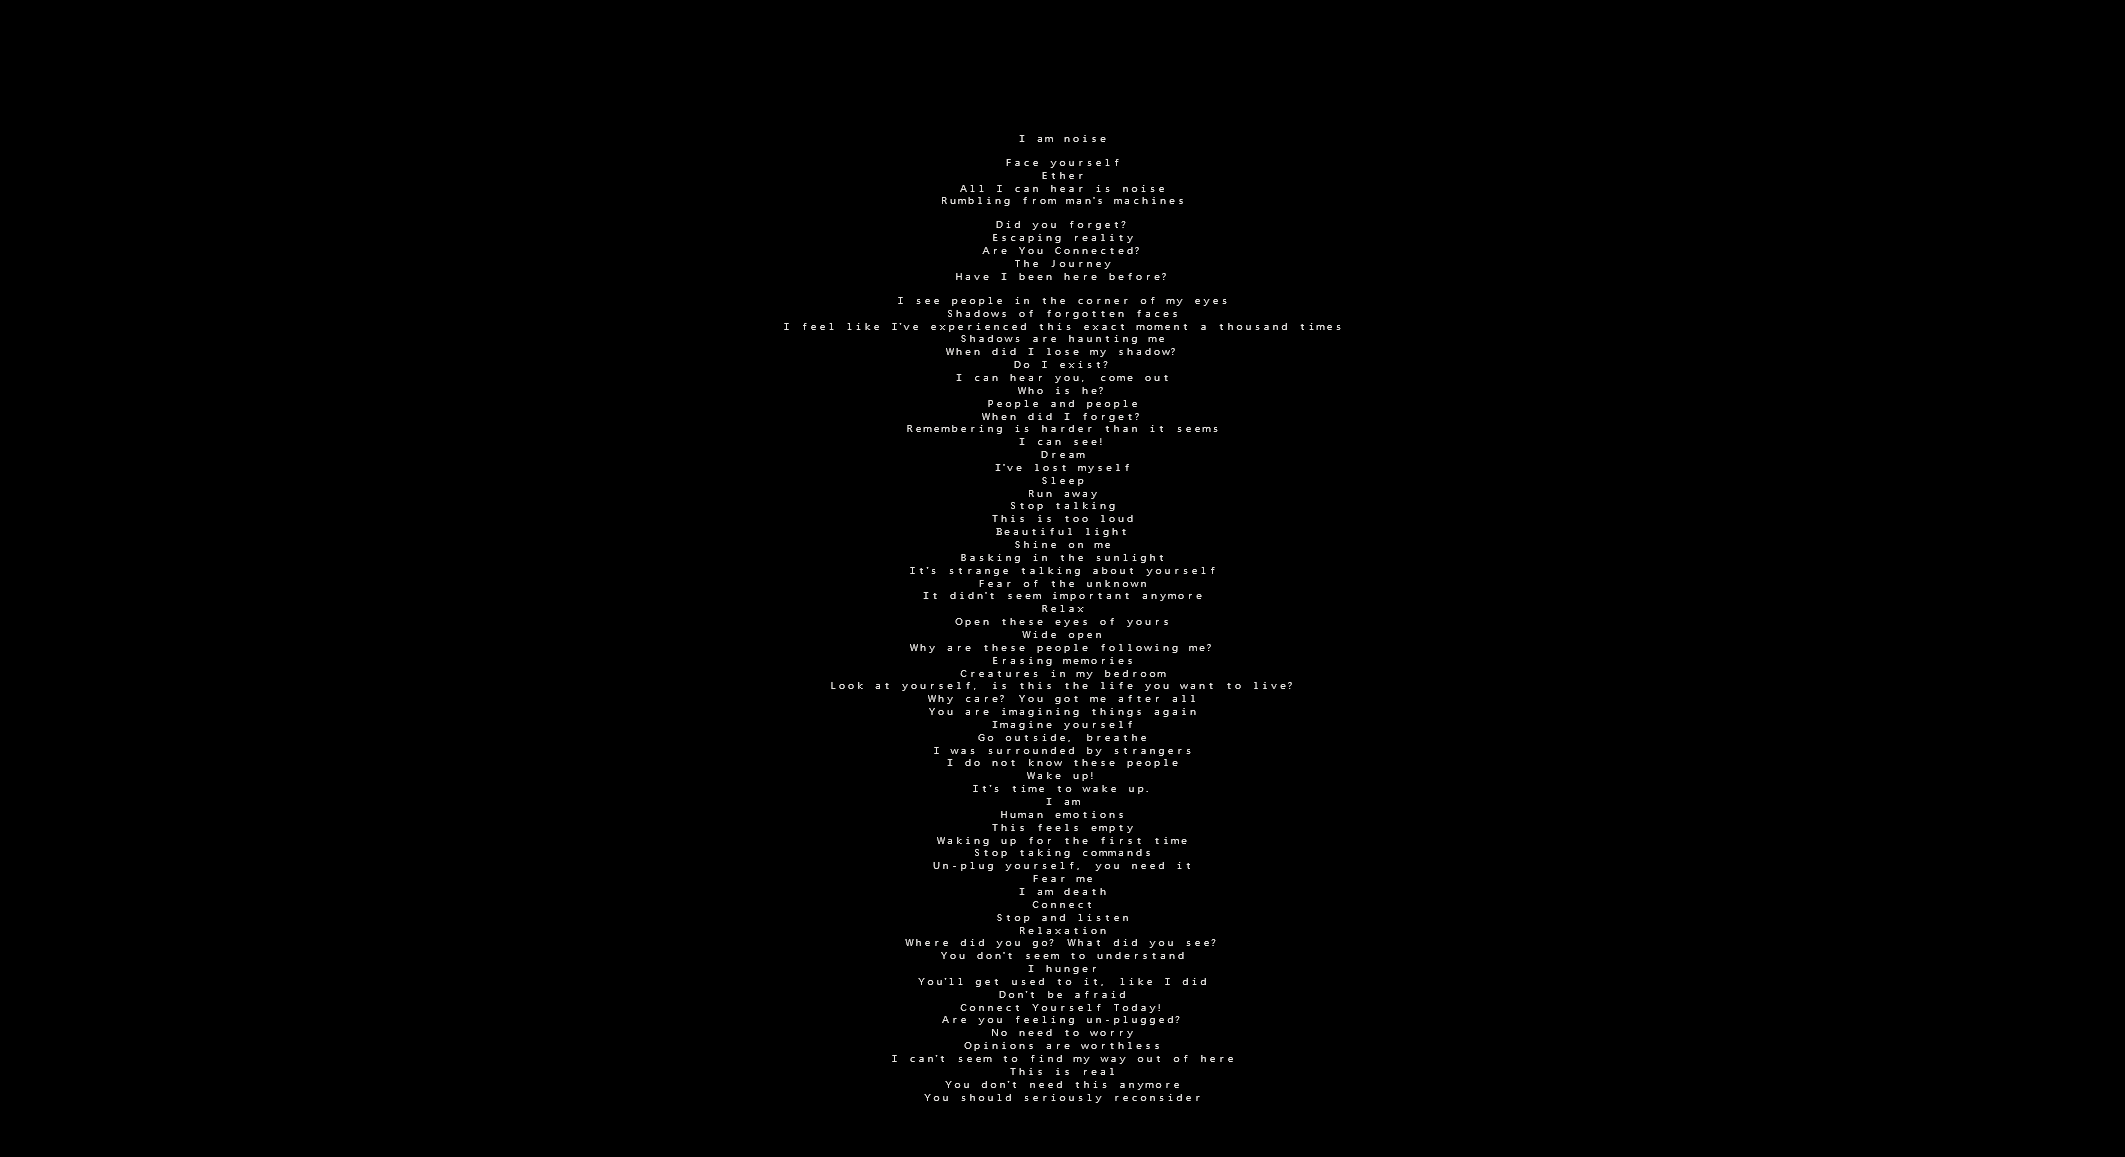 I am noise
Face yourself
Ether
All I can hear is noise
Rumbling from man's machines
Did you forget?
Escaping reality
Are You Connected?
The Journey
Have I been here before?
I see people in the corner of my eyes
Shadows of forgotten faces
I feel like I've experienced this exact moment a thousand times
Shadows are haunting me
When did I lose my shadow?
Do I exist?
I can hear you, come out
Who is he?
People and people
When did I forget?
Remembering is harder than it seems
I can see!
Dream
I've lost myself
Sleep
Run away
Stop talking
This is too loud
Beautiful light
Shine on me
Basking in the sunlight
It's strange talking about yourself
Fear of the unknown
It didn't seem important anymore
Relax
Open these eyes of yours
Wide open
Why are these people following me?
Erasing memories
Creatures in my bedroom
Look at yourself, is this the life you want to live?
Why care? You got me after all
You are imagining things again
Imagine yourself
Go outside, breathe
I was surrounded by strangers
I do not know these people
Wake up!
It's time to wake up.
I am
Human emotions
This feels empty
Waking up for the first time
Stop taking commands
Un-plug yourself, you need it
Fear me
I am death
Connect
Stop and listen
Relaxation
Where did you go? What did you see?
You don't seem to understand
I hunger
You'll get used to it, like I did
Don't be afraid
Connect Yourself Today!
Are you feeling un-plugged?
No need to worry
Opinions are worthless
I can't seem to find my way out of here
This is real
You don't need this anymore
You should seriously reconsider